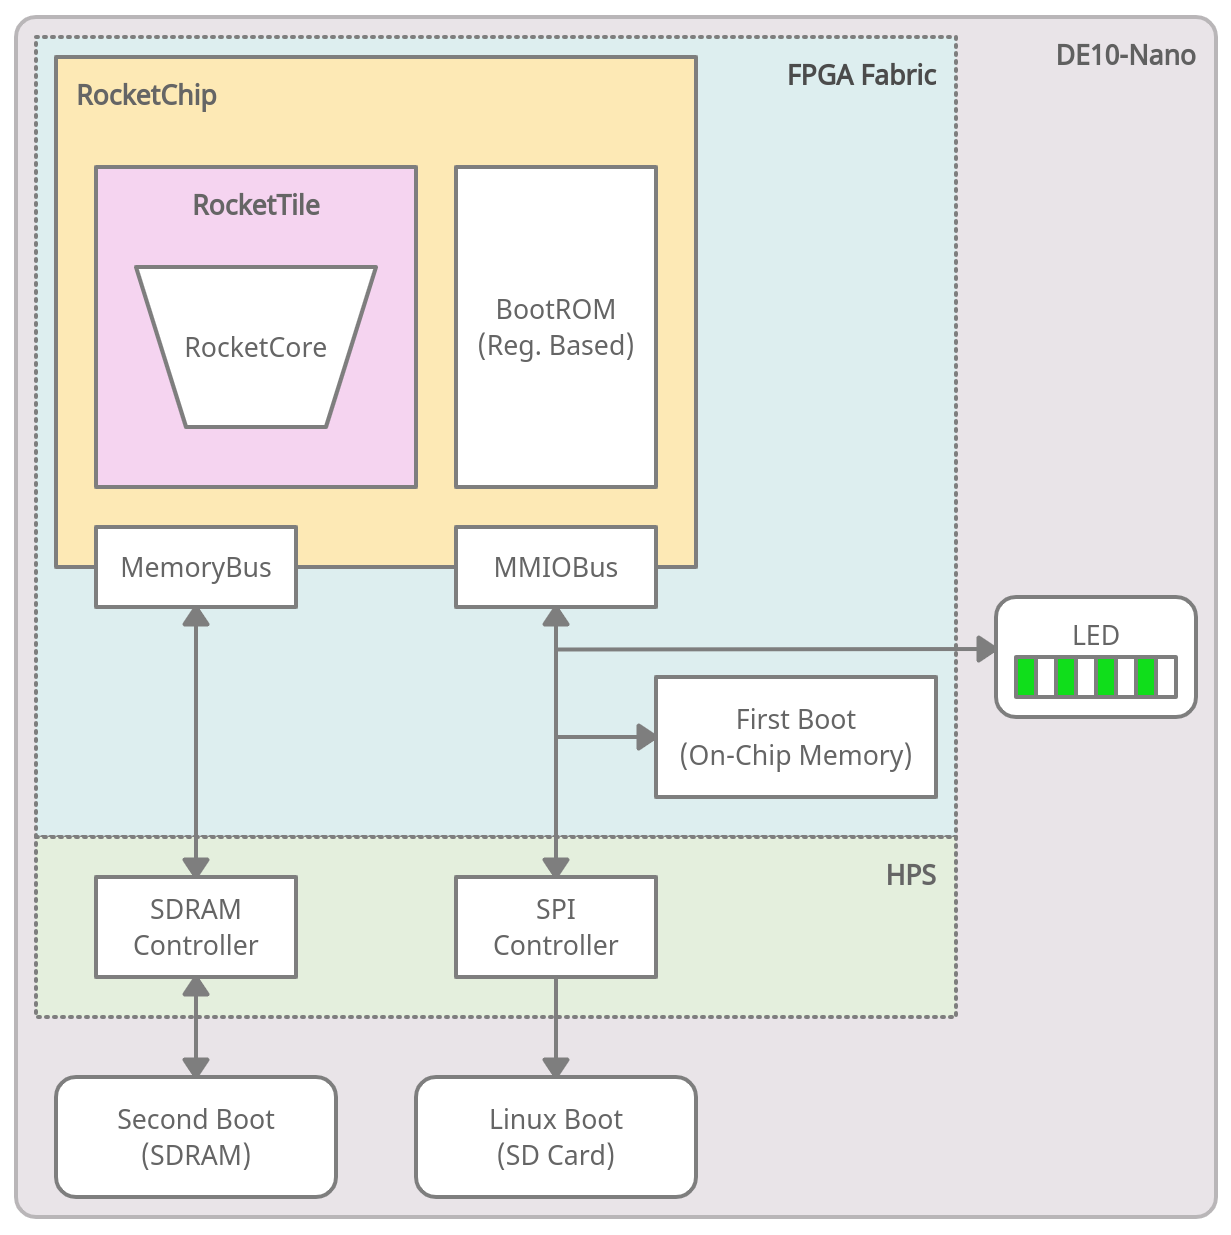 DE10-Nano
FPGA Fabric
RocketChip
RocketTile
RocketCore
BootROM
(Reg. Based)
MemoryBus
MMIOBus
LED
First Boot
(On-Chip Memory)
HPS
SDRAM
Controller
SPI
Controller
Second Boot
(SDRAM)
Linux Boot
(SD Card)